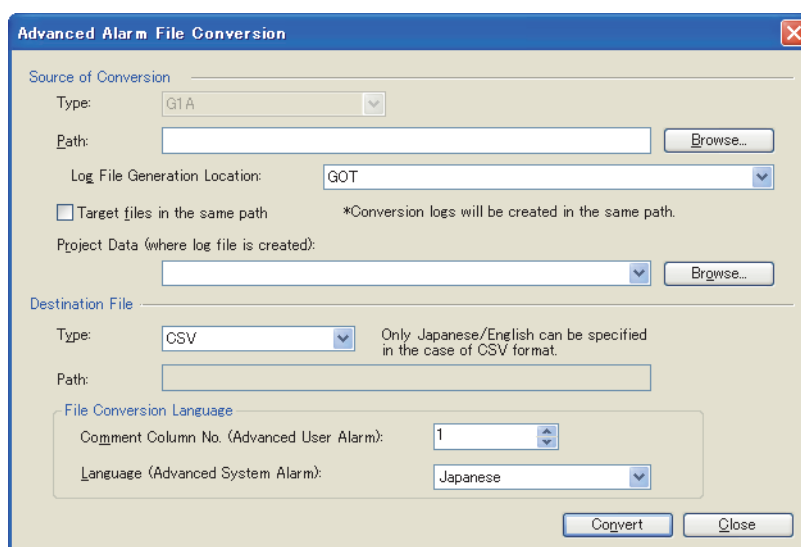 Advanced Alarm File Conversion
Source of Conversion
Type: G1A
Path: Browse...
Log File Generation Location: GOT
Target files in the same path *Conversion logs will be created in the same path.
Project Data (where log file is created):
Browse...
Destination File
Type: CSV Only Japanese/English can be specified
in the case of CSV format.
Path:
File Conversion Language
Comment Column No. (Advanced User Alarm): 1
Language (Advanced System Alarm): Japanese
Convert Close